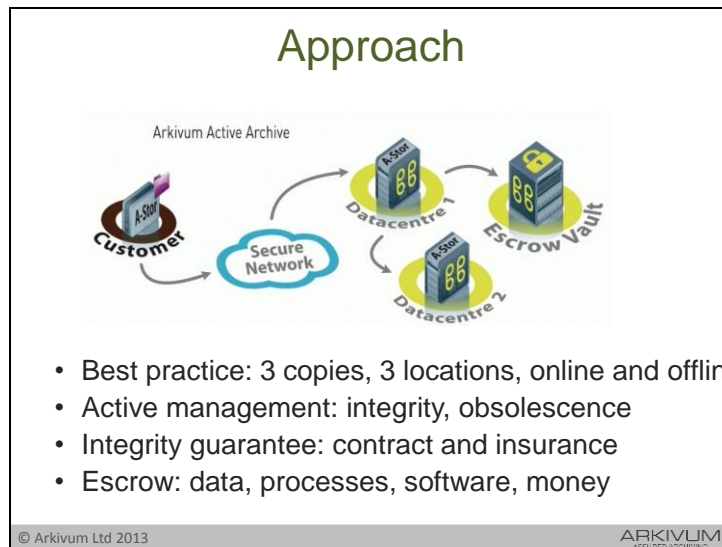 Approach
Arkivum Active Archive
A-Stor
Customer
Secure
Network
A-Stor
Datacentre 1
A-Stor
Datacentre 2
Escrow Vault
• Best practice: 3 copies, 3 locations, online and offlin
• Active management: integrity, obsolescence
• Integrity guarantee: contract and insurance
• Escrow: data, processes, software, money
© Arkivum Ltd 2013
ARKIVUM
ASSURED ARCHIVING